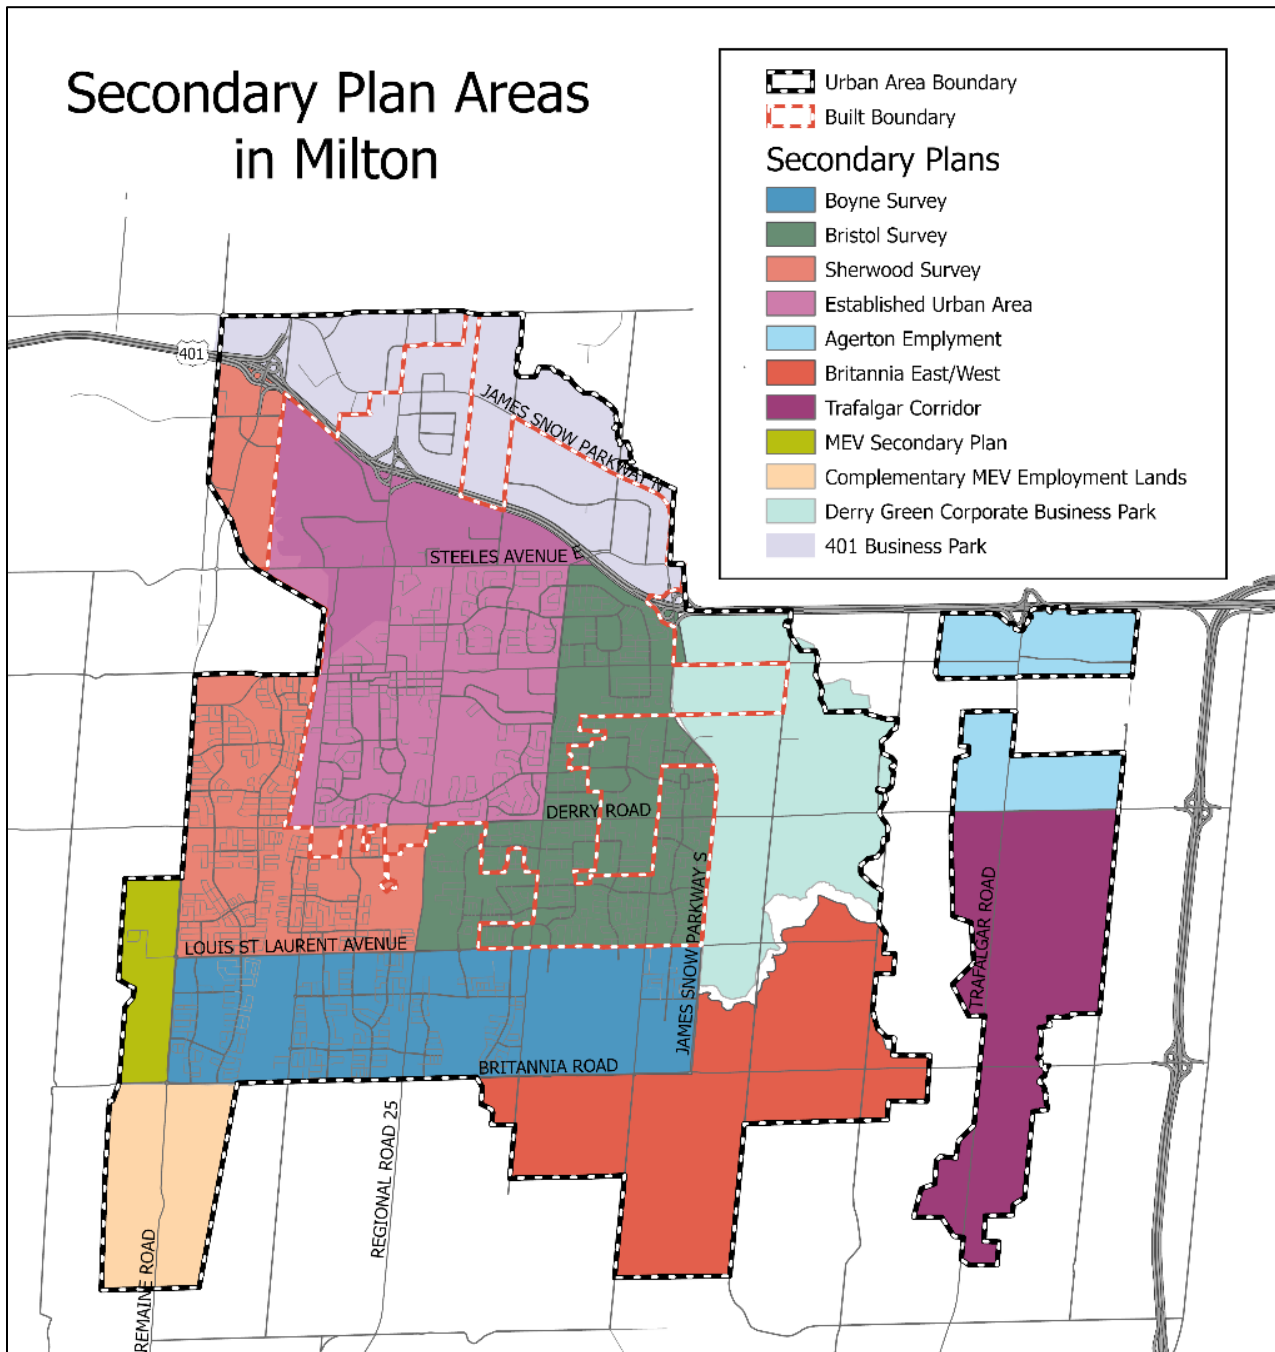 Secondary Plan Areas
in Milton
Urban Area Boundary
Built Boundary
Secondary Plans
Boyne Survey
Bristol Survey
Sherwood Survey
Established Urban Area
Agerton Emplyment
Britannia East/West
Trafalgar Corridor
MEV Secondary Plan
Complementary MEV Employment Lands
Derry Green Corporate Business Park
401 Business Park
401
JAMES SNOW PARKWAY N
STEELES AVENUE E
DERRY ROAD
LOUIS ST LAURENT AVENUE
JAMES SNOW PARKWAY S
TRAFALGAR ROAD
BRITANNIA ROAD
REGIONAL ROAD 25
REMAINE ROAD